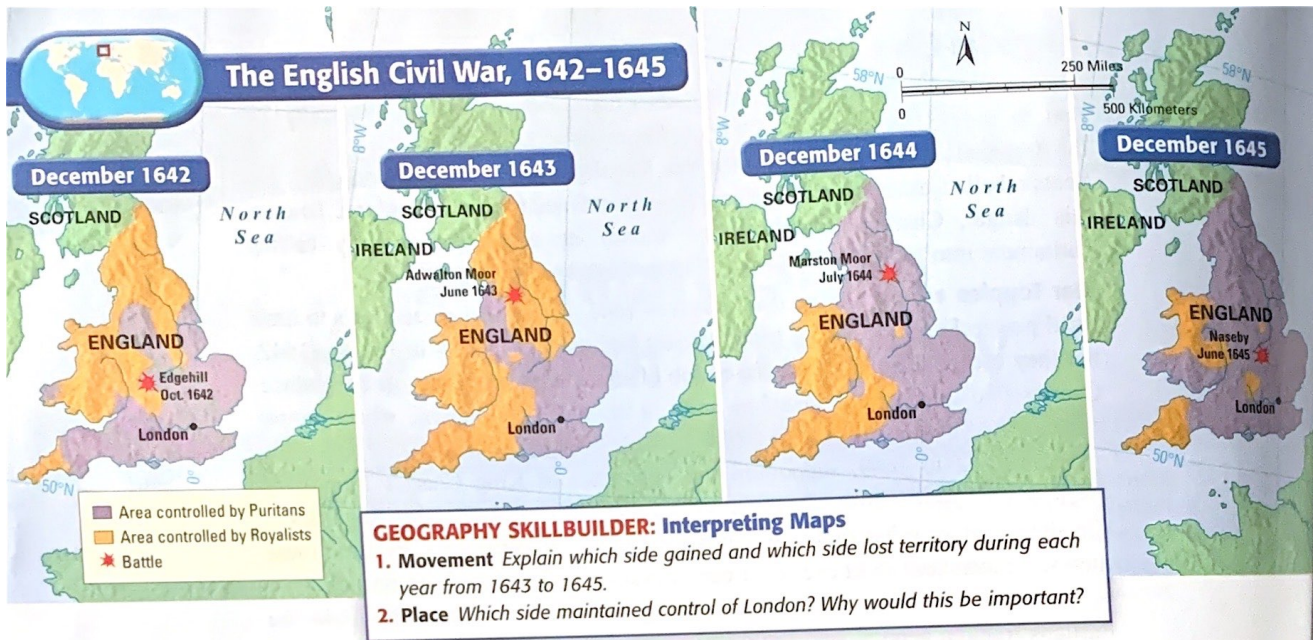 The English Civil War, 1642–1645
December 1642
SCOTLAND
North
Sea
ENGLAND
Edgehill
Oct. 1642
London
50°N
0°
Area controlled by Puritans
Area controlled by Royalists
Battle
8°W
December 1643
SCOTLAND
North
Sea
IRELAND
Adwalton Moor
June 1643
ENGLAND
London
0°
N
0 250 Miles
0 500 Kilometers
58°N
8°W
December 1644
SCOTLAND
North
Sea
IRELAND
Marston Moor
July 1644
ENGLAND
London
0°
58°N
8°W
December 1645
SCOTLAND
IRELAND
ENGLAND
Naseby
June 1645
London
50°N
GEOGRAPHY SKILLBUILDER: Interpreting Maps
1. Movement Explain which side gained and which side lost territory during each
year from 1643 to 1645.
2. Place Which side maintained control of London? Why would this be important?